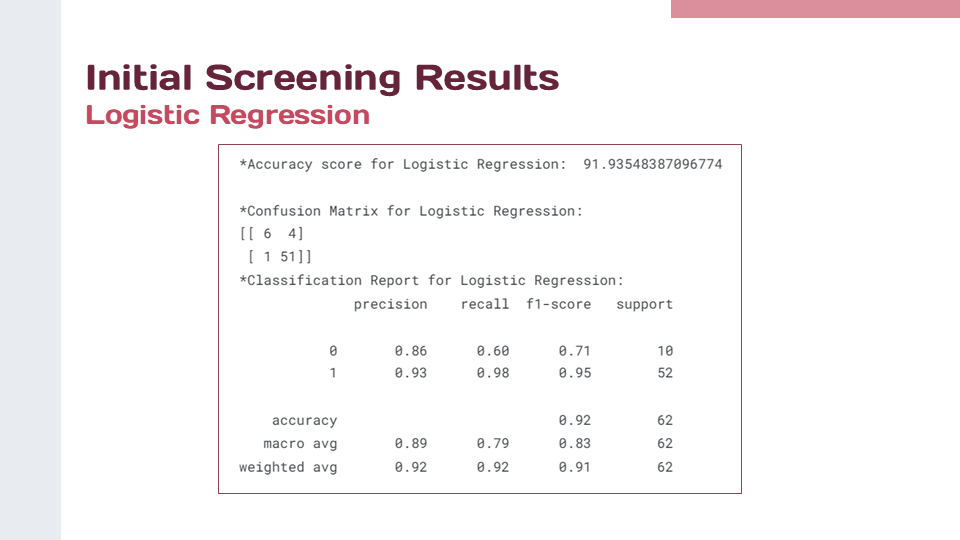 Initial Screening Results
Logistic Regression
*Accuracy score for Logistic Regression:  91.93548387096774
*Confusion Matrix for Logistic Regression:
[[ 6  4]
 [ 1 51]]
*Classification Report for Logistic Regression:
              precision    recall  f1-score   support
           0       0.86      0.60      0.71        10
           1       0.93      0.98      0.95        52
    accuracy                           0.92        62
   macro avg       0.89      0.79      0.83        62
weighted avg       0.92      0.92      0.91        62